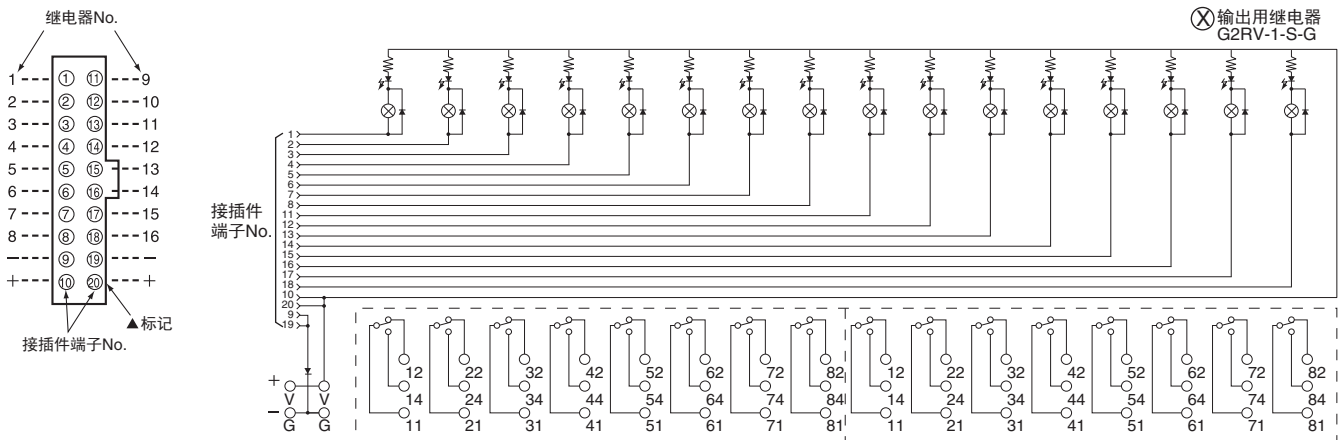 继电器No.
1 ① ⑪ 9
2 ② ⑫ 10
3 ③ ⑬ 11
4 ④ ⑭ 12
5 ⑤ ⑮ 13
6 ⑥ ⑯ 14
7 ⑦ ⑰ 15
8 ⑧ ⑱ 16
− ⑨ ⑲ −
+ ⑩ ⑳ +
▲标记
接插件端子No.
输出用继电器
G2RV-1-S-G
接插件
端子No.
1
2
3
4
5
6
7
8
11
12
13
14
15
16
17
18
10
20
9
19
+
V V
−
G G
12 22 32 42 52 62 72 82 12 22 32 42 52 62 72 82
14 24 34 44 54 64 74 84 14 24 34 44 54 64 74 84
11 21 31 41 51 61 71 81 11 21 31 41 51 61 71 81